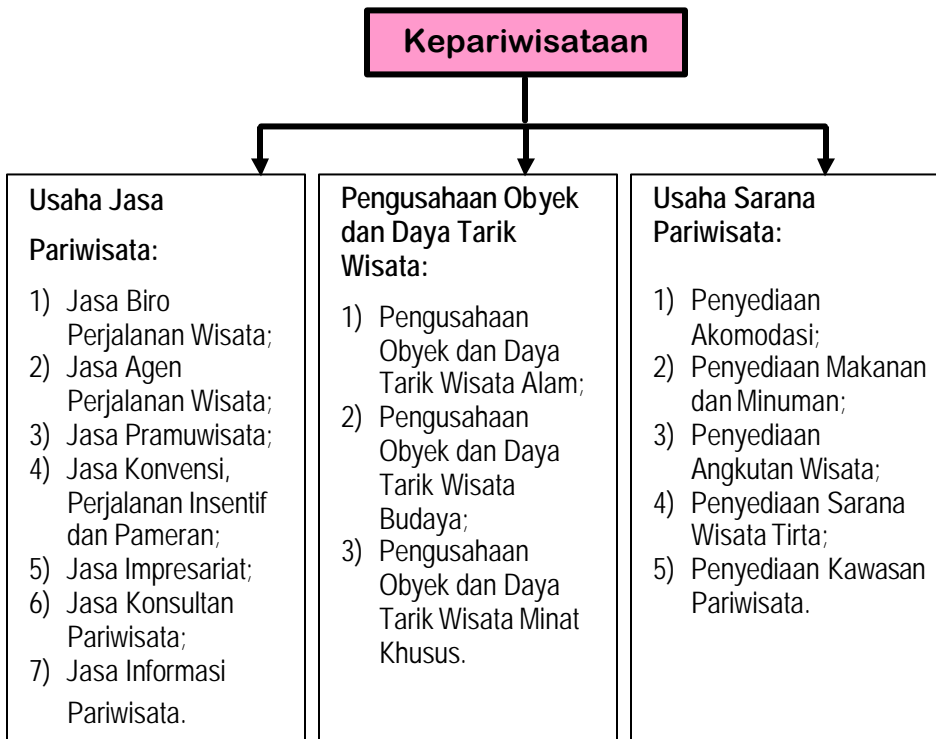 Kepariwisataan
Usaha Jasa
Pariwisata:
1) Jasa Biro
Perjalanan Wisata;
2) Jasa Agen
Perjalanan Wisata;
3) Jasa Pramuwisata;
4) Jasa Konvensi,
Perjalanan Insentif
dan Pameran;
5) Jasa Impresariat;
6) Jasa Konsultan
Pariwisata;
7) Jasa Informasi
Pariwisata.
Pengusahaan Obyek
dan Daya Tarik
Wisata:
1) Pengusahaan
Obyek dan Daya
Tarik Wisata Alam;
2) Pengusahaan
Obyek dan Daya
Tarik Wisata
Budaya;
3) Pengusahaan
Obyek dan Daya
Tarik Wisata Minat
Khusus.
Usaha Sarana
Pariwisata:
1) Penyediaan
Akomodasi;
2) Penyediaan Makanan
dan Minuman;
3) Penyediaan
Angkutan Wisata;
4) Penyediaan Sarana
Wisata Tirta;
5) Penyediaan Kawasan
Pariwisata.